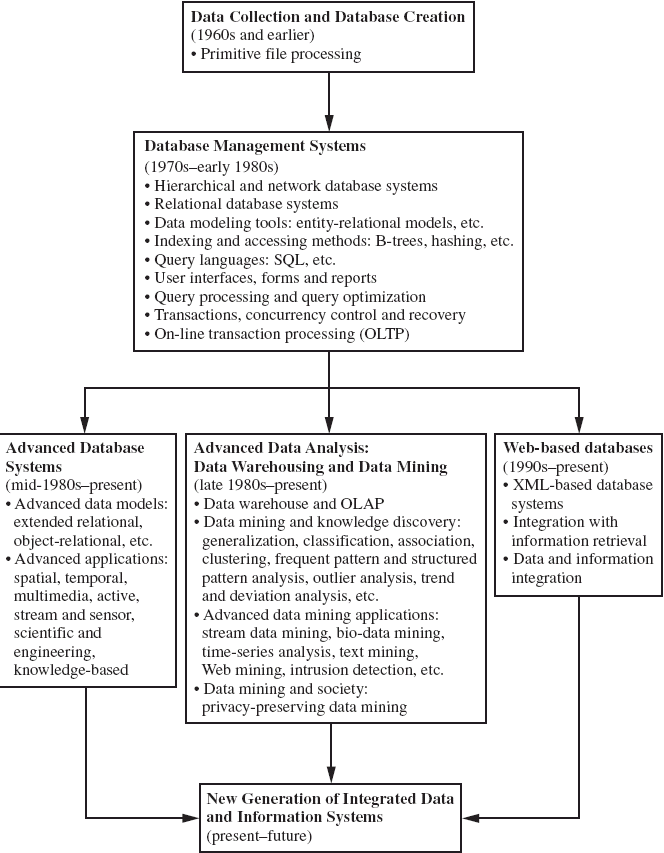 Data Collection and Database Creation
(1960s and earlier)
• Primitive file processing
Database Management Systems
(1970s–early 1980s)
• Hierarchical and network database systems
• Relational database systems
• Data modeling tools: entity-relational models, etc.
• Indexing and accessing methods: B-trees, hashing, etc.
• Query languages: SQL, etc.
• User interfaces, forms and reports
• Query processing and query optimization
• Transactions, concurrency control and recovery
• On-line transaction processing (OLTP)
Advanced Database
Systems
(mid-1980s–present)
• Advanced data models:
extended relational,
object-relational, etc.
• Advanced applications:
spatial, temporal,
multimedia, active,
stream and sensor,
scientific and
engineering,
knowledge-based
Advanced Data Analysis:
Data Warehousing and Data Mining
(late 1980s–present)
• Data warehouse and OLAP
• Data mining and knowledge discovery:
generalization, classification, association,
clustering, frequent pattern and structured
pattern analysis, outlier analysis, trend
and deviation analysis, etc.
• Advanced data mining applications:
stream data mining, bio-data mining,
time-series analysis, text mining,
Web mining, intrusion detection, etc.
• Data mining and society:
privacy-preserving data mining
Web-based databases
(1990s–present)
• XML-based database
systems
• Integration with
information retrieval
• Data and information
integration
New Generation of Integrated Data
and Information Systems
(present–future)